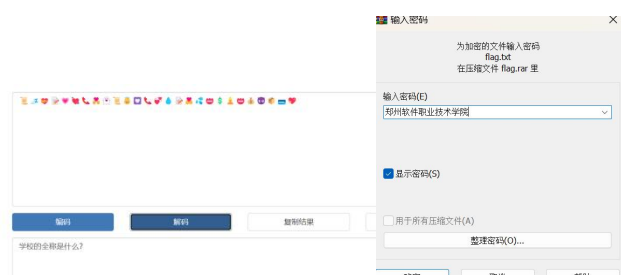 输入密码
为加密的文件输入密码
flag.txt
在压缩文件 flag.rar 里
输入密码(E)
郑州软件职业技术学院
显示密码(S)
用于所有压缩文件(A)
整理密码(O)...
编码
解码
复制结果
学校的全称是什么?